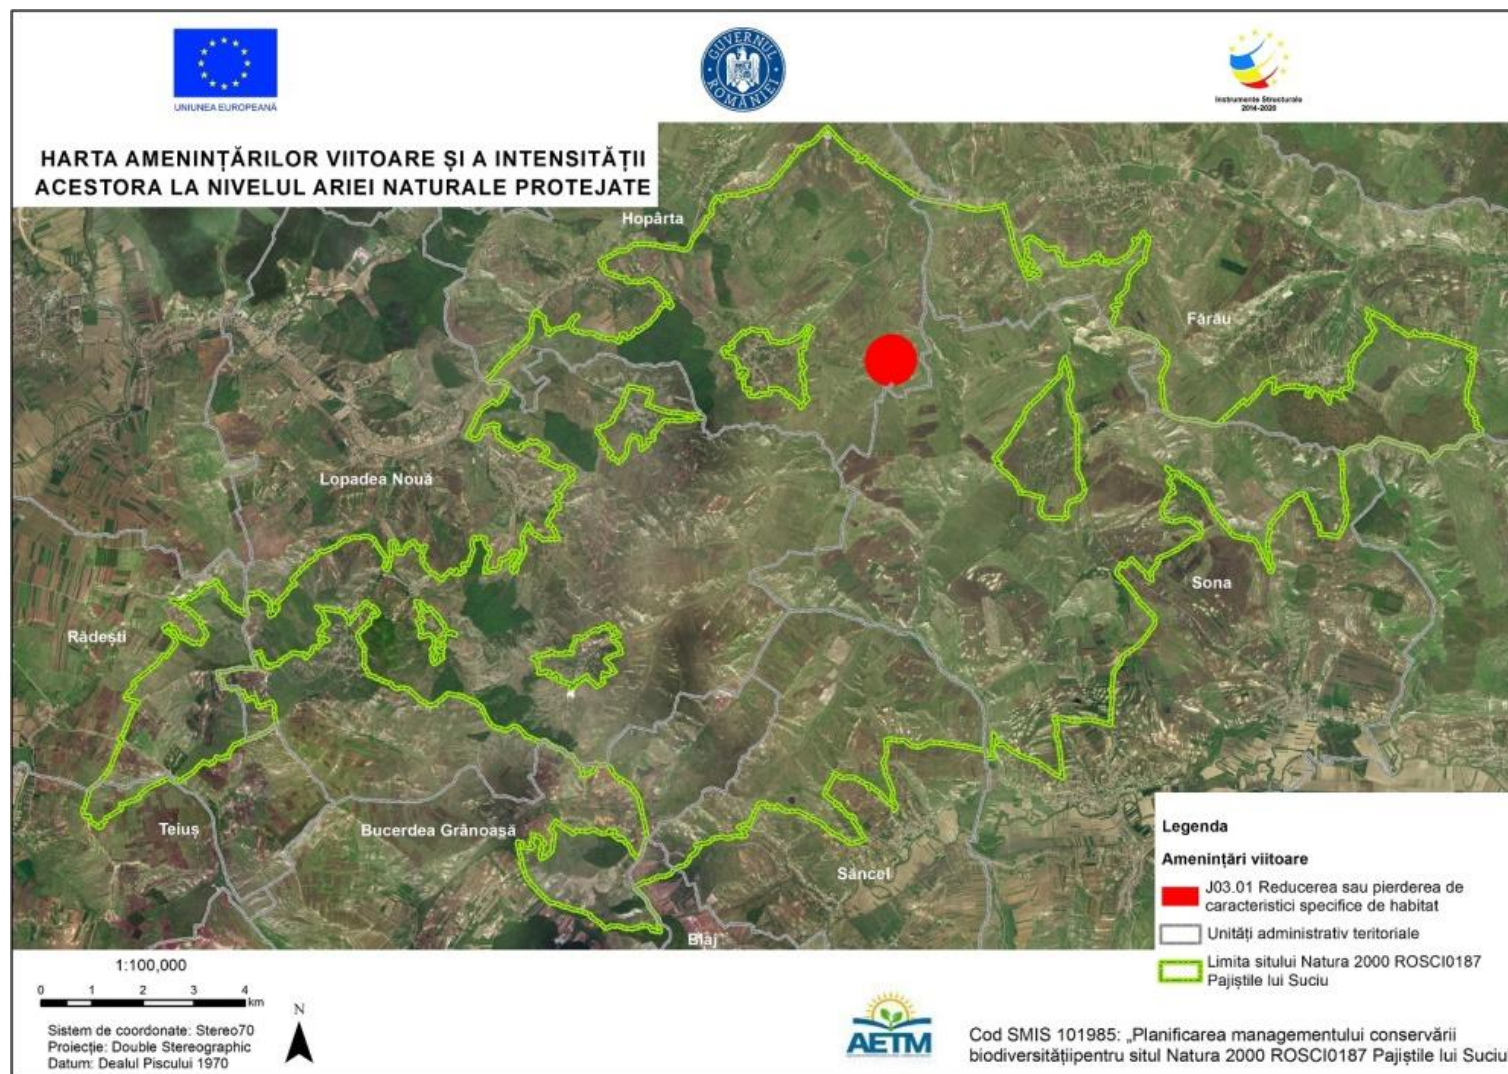 UNIUNEA EUROPEANĂ
GUVERNUL ROMÂNIEI
Instrumente Structurale
2014-2020
HARTA AMENINȚĂRILOR VIITOARE ȘI A INTENSITĂȚII
ACESTORA LA NIVELUL ARIEI NATURALE PROTEJATE
Hopârta
Fărău
Lopadea Nouă
Sona
Rădești
Teiuș
Bucerdea Grânoasă
Sâncel
Blaj
Legenda
Amenințări viitoare
J03.01 Reducerea sau pierderea de
caracteristici specifice de habitat
Unități administrativ teritoriale
Limita sitului Natura 2000 ROSCI0187
Pajiștile lui Suciu
1:100,000
0 1 2 3 4
km
N
Sistem de coordonate: Stereo70
Proiecție: Double Stereographic
Datum: Dealul Piscului 1970
AETM
Cod SMIS 101985: „Planificarea managementului conservării
biodiversitățiipentru situl Natura 2000 ROSCI0187 Pajiștile lui Suciu